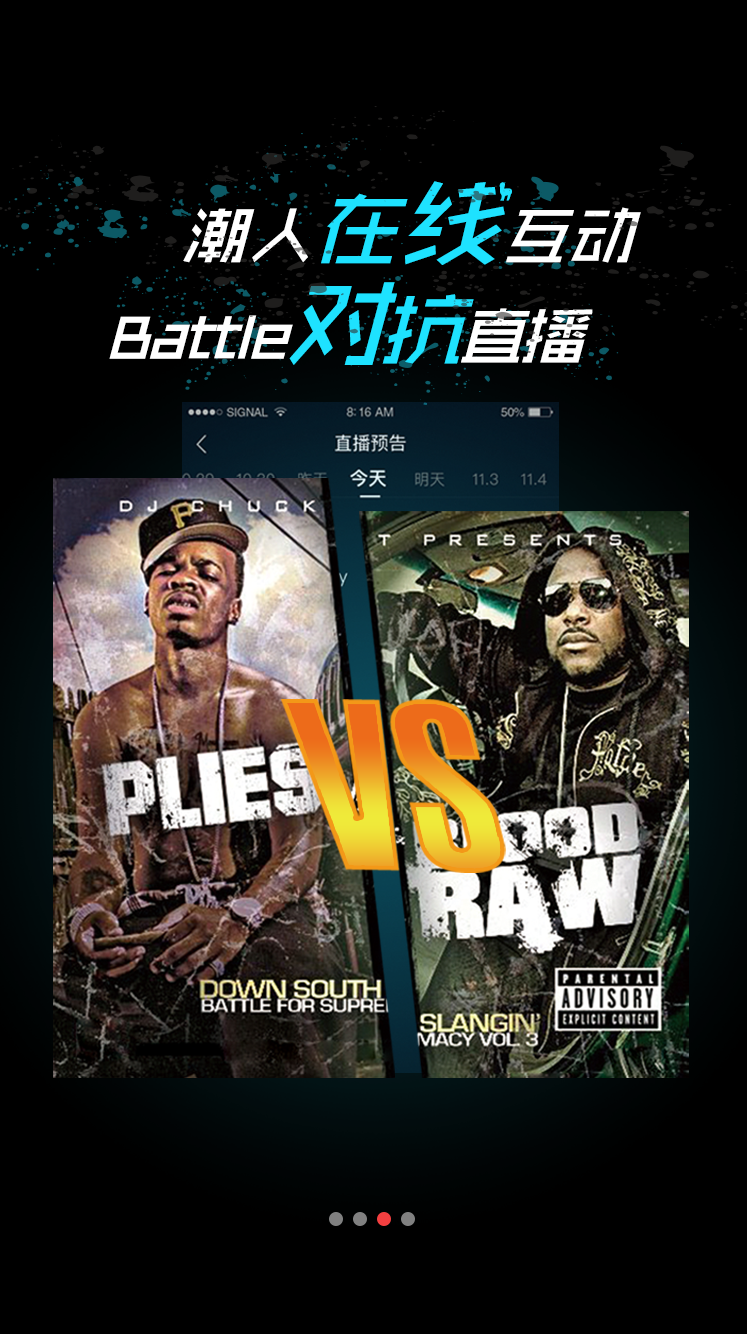 潮人在线互动
Battle对抗直播
SIGNAL 8:16 AM 50%
直播预告
今天 明天 11.3 11.4
DJ CHUCK
T PRESENTS
P
y
PLIES
VS
&
OOD
RAW
DOWN SOUTH
BATTLE FOR SUPRE
SLANGIN'
MACY VOL. 3
PARENTAL
ADVISORY
EXPLICIT CONTENT